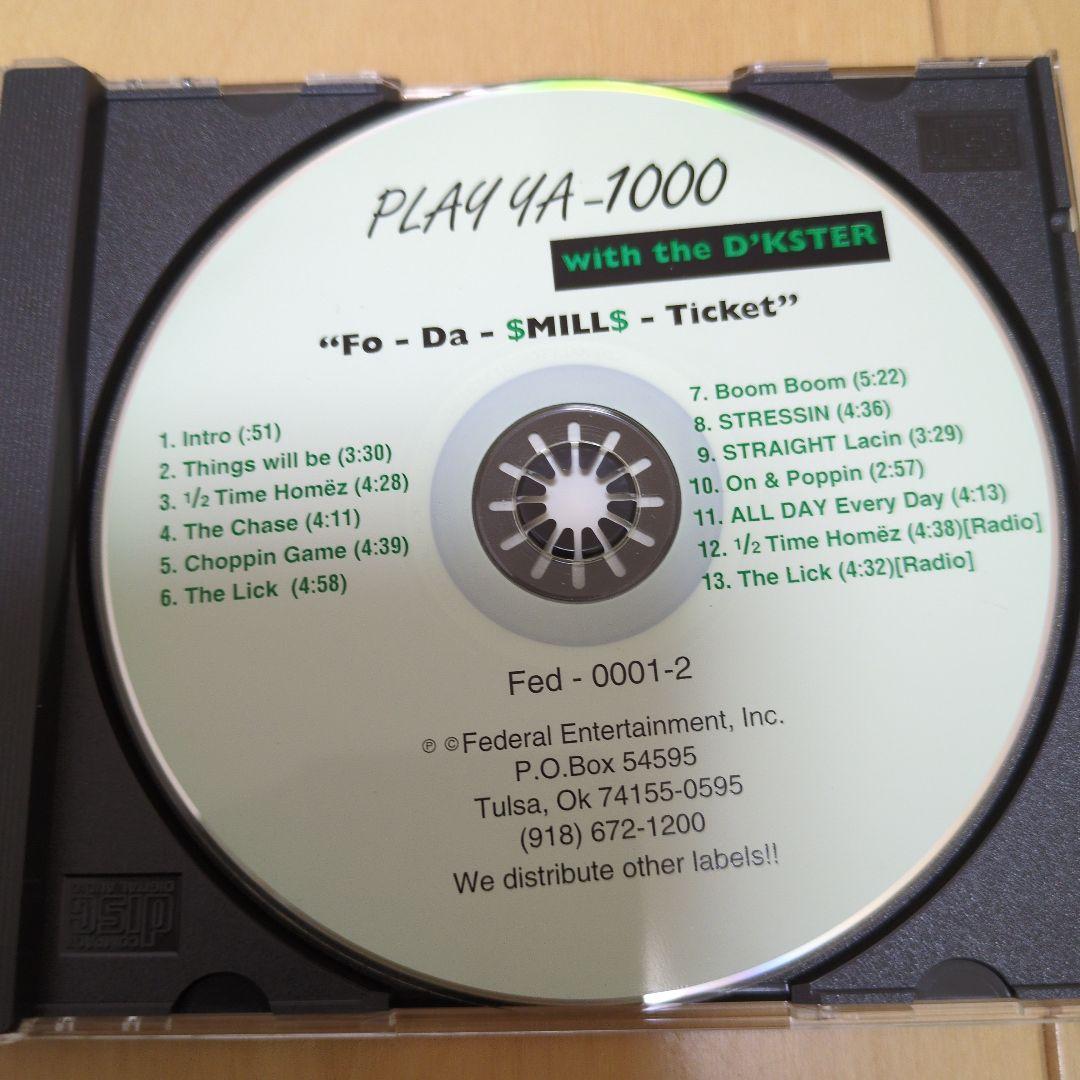 PLAY YA-1000
with the D'KSTER
“Fo - Da - $MILL$ - Ticket”
1. Intro (:51)
2. Things will be (3:30)
3. 1/2 Time Homëz (4:28)
4. The Chase (4:11)
5. Choppin Game (4:39)
6. The Lick (4:58)
7. Boom Boom (5:22)
8. STRESSIN (4:36)
9. STRAIGHT Lacin (3:29)
10. On & Poppin (2:57)
11. ALL DAY Every Day (4:13)
12. 1/2 Time Homëz (4:38)[Radio]
13. The Lick (4:32)[Radio]
Fed - 0001-2
℗ ©Federal Entertainment, Inc.
P.O.Box 54595
Tulsa, Ok 74155-0595
(918) 672-1200
We distribute other labels!!
COMPACT
disc
DIGITAL AUDIO